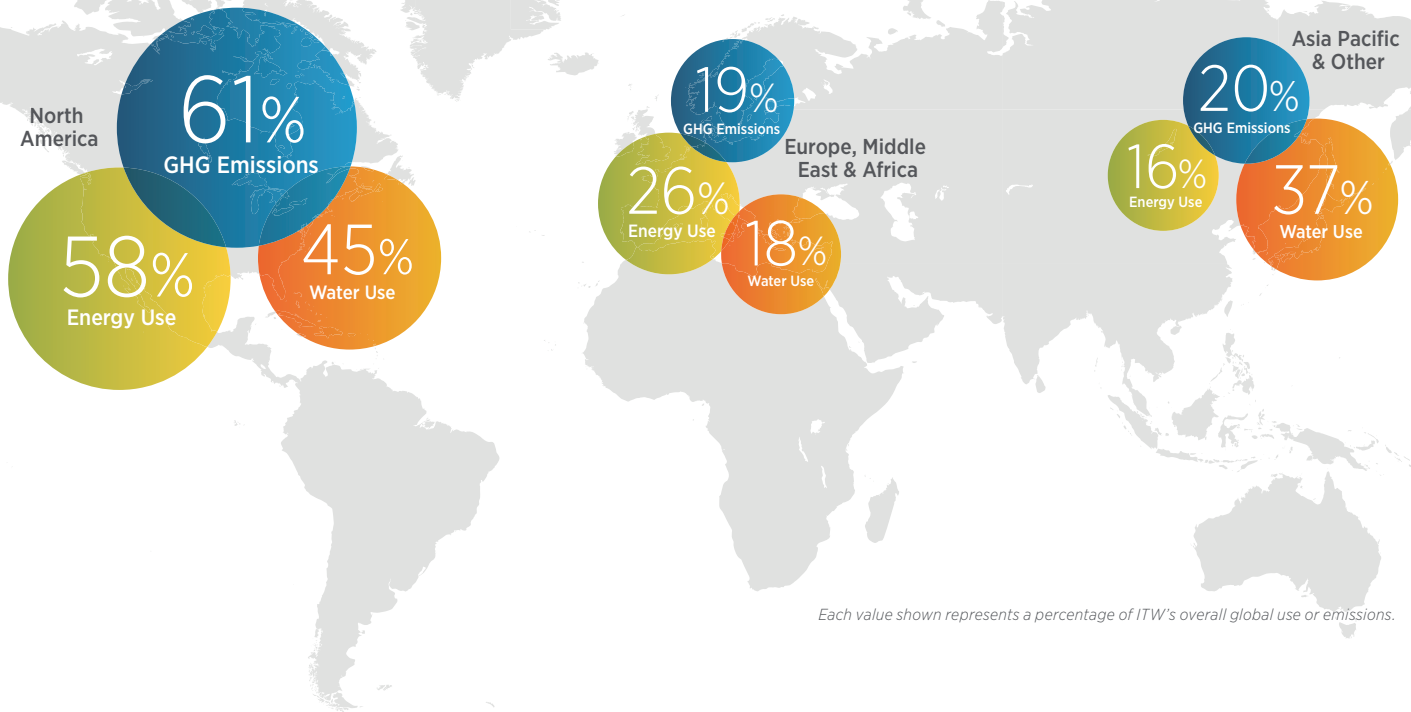 North
America
61%
GHG Emissions
58%
Energy Use
45%
Water Use
19%
GHG Emissions
Europe, Middle
East & Africa
26%
Energy Use
18%
Water Use
Asia Pacific
& Other
20%
GHG Emissions
16%
Energy Use
37%
Water Use
Each value shown represents a percentage of ITW's overall global use or emissions.